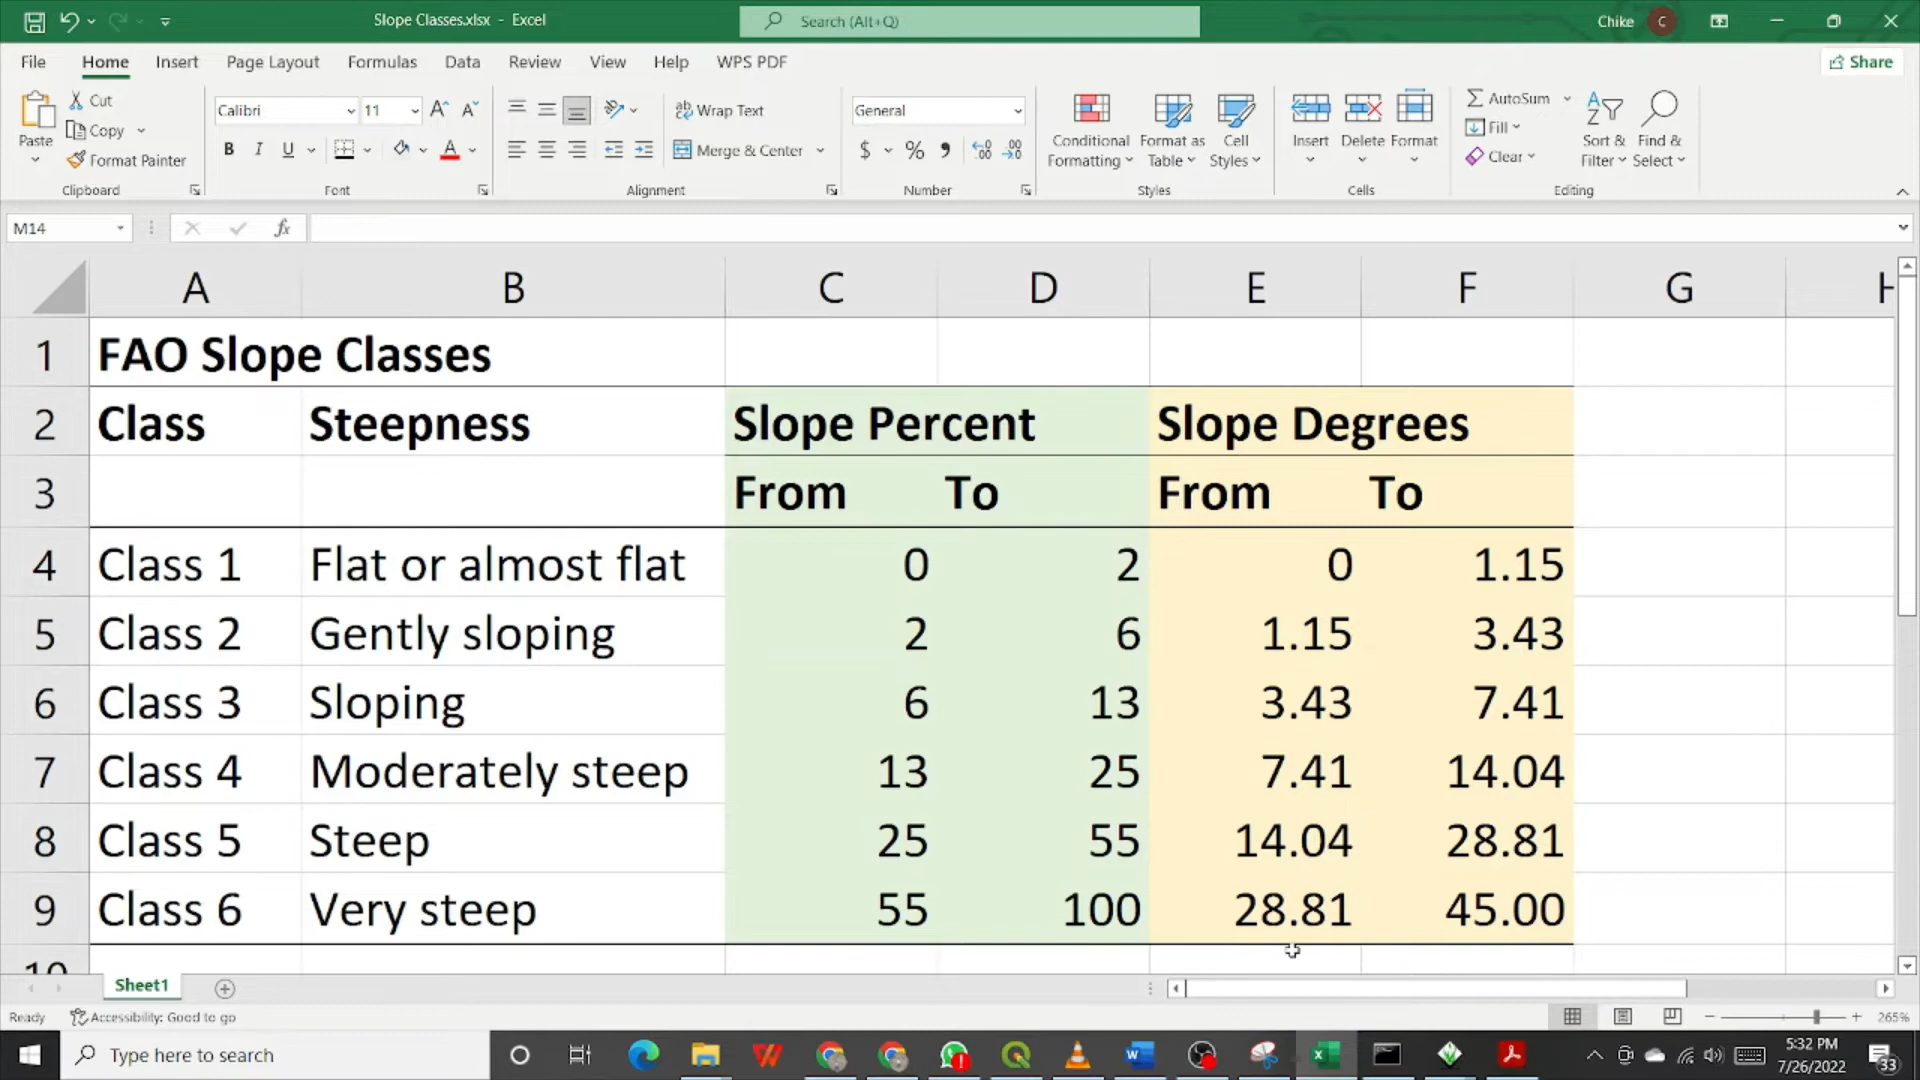 Slope Classes.xlsx - Excel
Search (Alt+Q)
Chike C
File Home Insert Page Layout Formulas Data Review View Help WPS PDF Share
Paste
Cut
Copy
Format Painter
Clipboard
Calibri 11
B I U
Font
Wrap Text
Merge & Center
Alignment
General
$ % 9
Number
Conditional Formatting
Format as Table
Cell Styles
Styles
Insert Delete Format
Cells
AutoSum
Fill
Clear
Sort & Filter
Find & Select
Editing
M14 fx
A B C D E F G H
1 FAO Slope Classes
2 Class Steepness Slope Percent Slope Degrees
3 From To From To
4 Class 1 Flat or almost flat 0 2 0 1.15
5 Class 2 Gently sloping 2 6 1.15 3.43
6 Class 3 Sloping 6 13 3.43 7.41
7 Class 4 Moderately steep 13 25 7.41 14.04
8 Class 5 Steep 25 55 14.04 28.81
9 Class 6 Very steep 55 100 28.81 45.00
10
Sheet1
Ready Accessibility: Good to go 265%
Type here to search
5:32 PM
7/26/2022
33